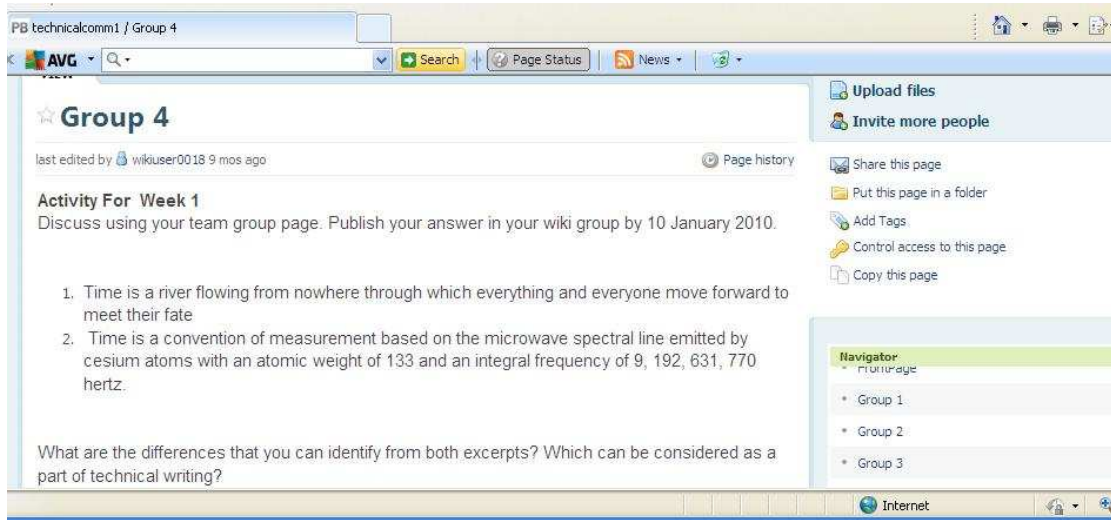 PB technicalcomm1 / Group 4
AVG
Search
Page Status
News
VIEW
Group 4
last edited by wikiuser0018 9 mos ago
Page history
Activity For Week 1
Discuss using your team group page. Publish your answer in your wiki group by 10 January 2010.
1. Time is a river flowing from nowhere through which everything and everyone move forward to
meet their fate
2. Time is a convention of measurement based on the microwave spectral line emitted by
cesium atoms with an atomic weight of 133 and an integral frequency of 9, 192, 631, 770
hertz.
What are the differences that you can identify from both excerpts? Which can be considered as a
part of technical writing?
Upload files
Invite more people
Share this page
Put this page in a folder
Add Tags
Control access to this page
Copy this page
Navigator
FrontPage
Group 1
Group 2
Group 3
Internet